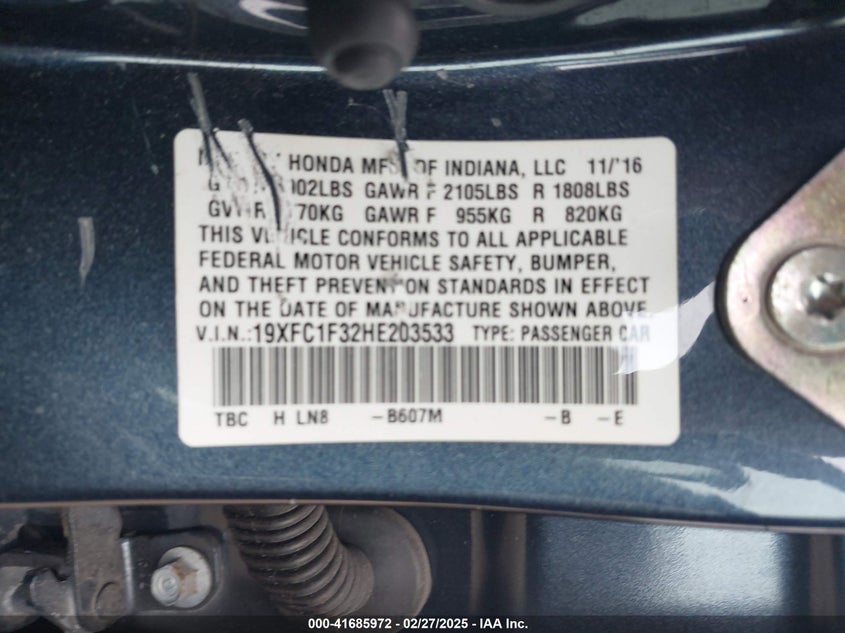 HONDA MFG OF INDIANA, LLC 11/'16
GAWR F 2105LBS R 1808LBS
GAWR F 955KG R 820KG
THIS VEHICLE CONFORMS TO ALL APPLICABLE
FEDERAL MOTOR VEHICLE SAFETY, BUMPER,
AND THEFT PREVENTION STANDARDS IN EFFECT
ON THE DATE OF MANUFACTURE SHOWN ABOVE.
V.I.N.:19XFC1F32HE203533 TYPE: PASSENGER CAR
TBC H LN8 -B607M -B -E
000-41685972 - 02/27/2025 - IAA Inc.